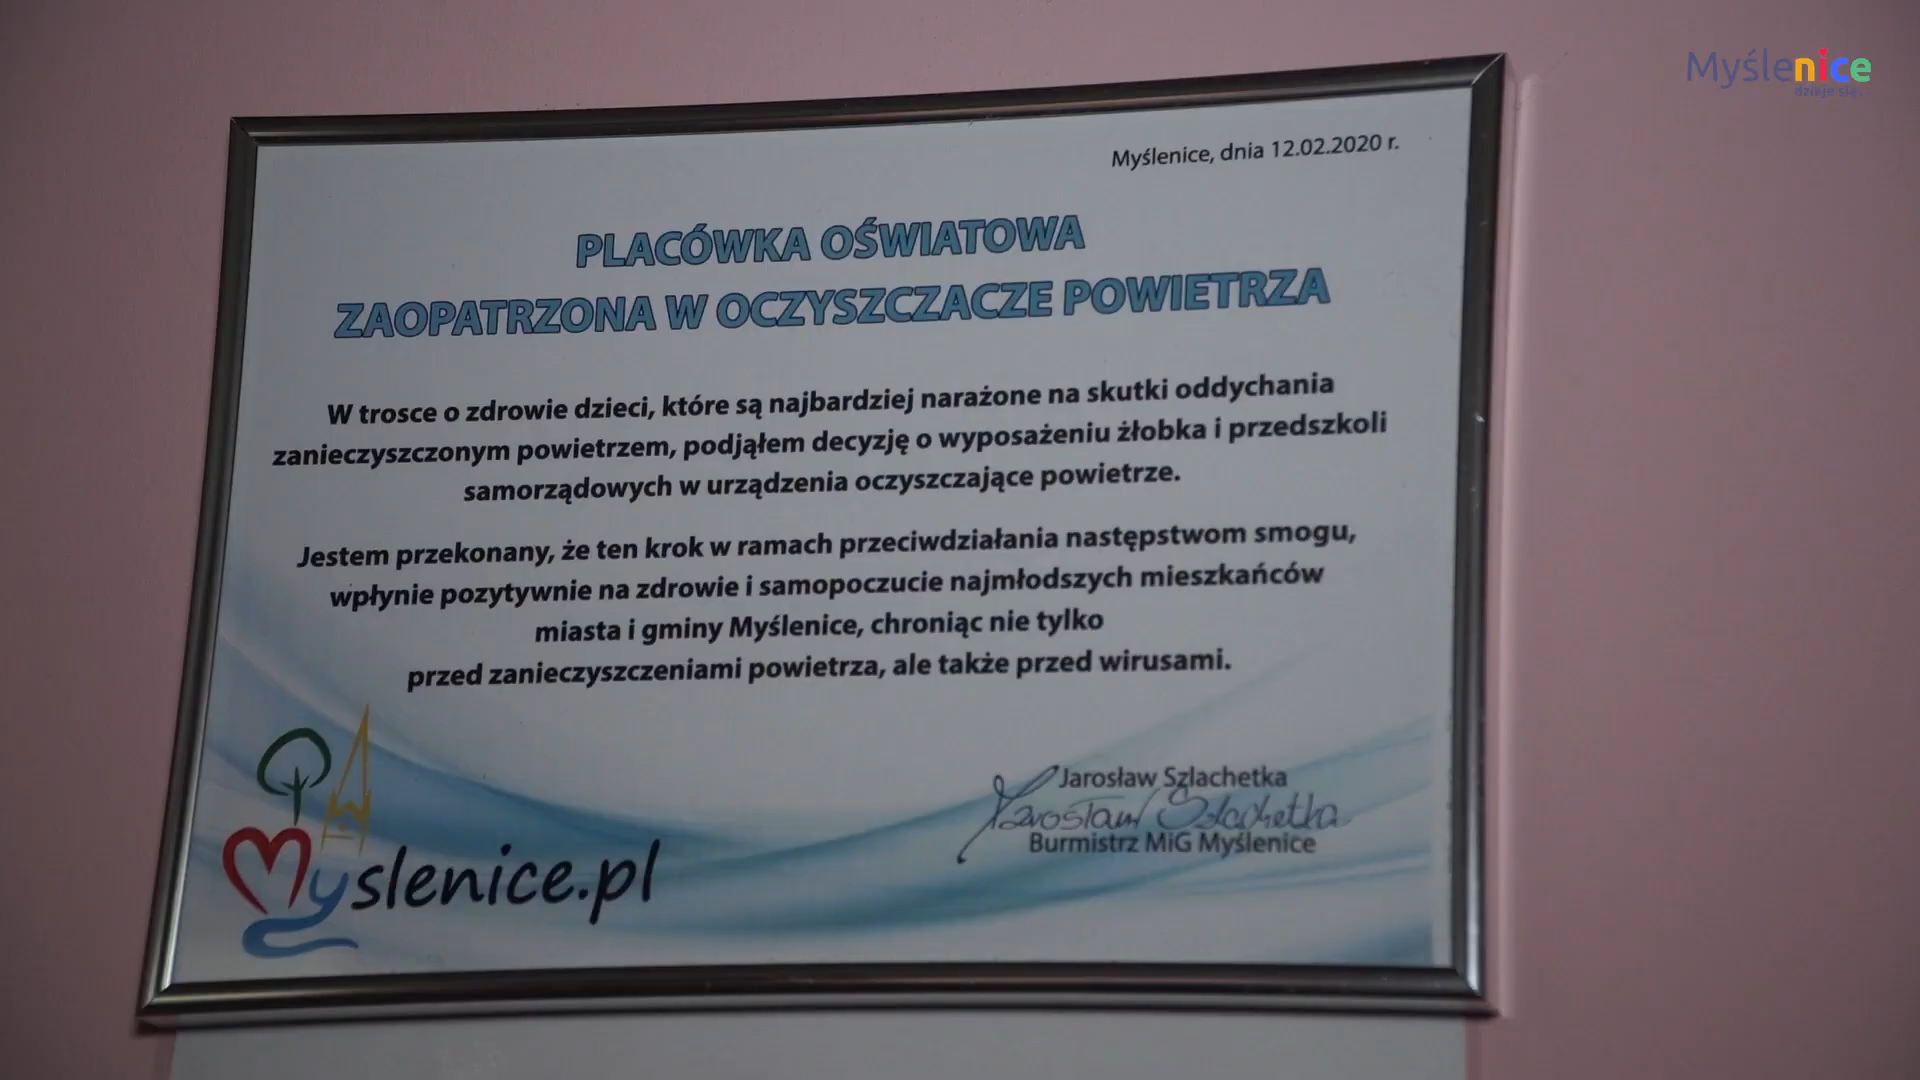 Myślenice
dzieje się...
Myślenice, dnia 12.02.2020 r.
PLACÓWKA OŚWIATOWA
ZAOPATRZONA W OCZYSZCZACZE POWIETRZA
W trosce o zdrowie dzieci, które są najbardziej narażone na skutki oddychania
zanieczyszczonym powietrzem, podjąłem decyzję o wyposażeniu żłobka i przedszkoli
samorządowych w urządzenia oczyszczające powietrze.
Jestem przekonany, że ten krok w ramach przeciwdziałania następstwom smogu,
wpłynie pozytywnie na zdrowie i samopoczucie najmłodszych mieszkańców
miasta i gminy Myślenice, chroniąc nie tylko
przed zanieczyszczeniami powietrza, ale także przed wirusami.
Jarosław Szlachetka
Jarosław Szlachetka
Burmistrz MiG Myślenice
Myslenice.pl